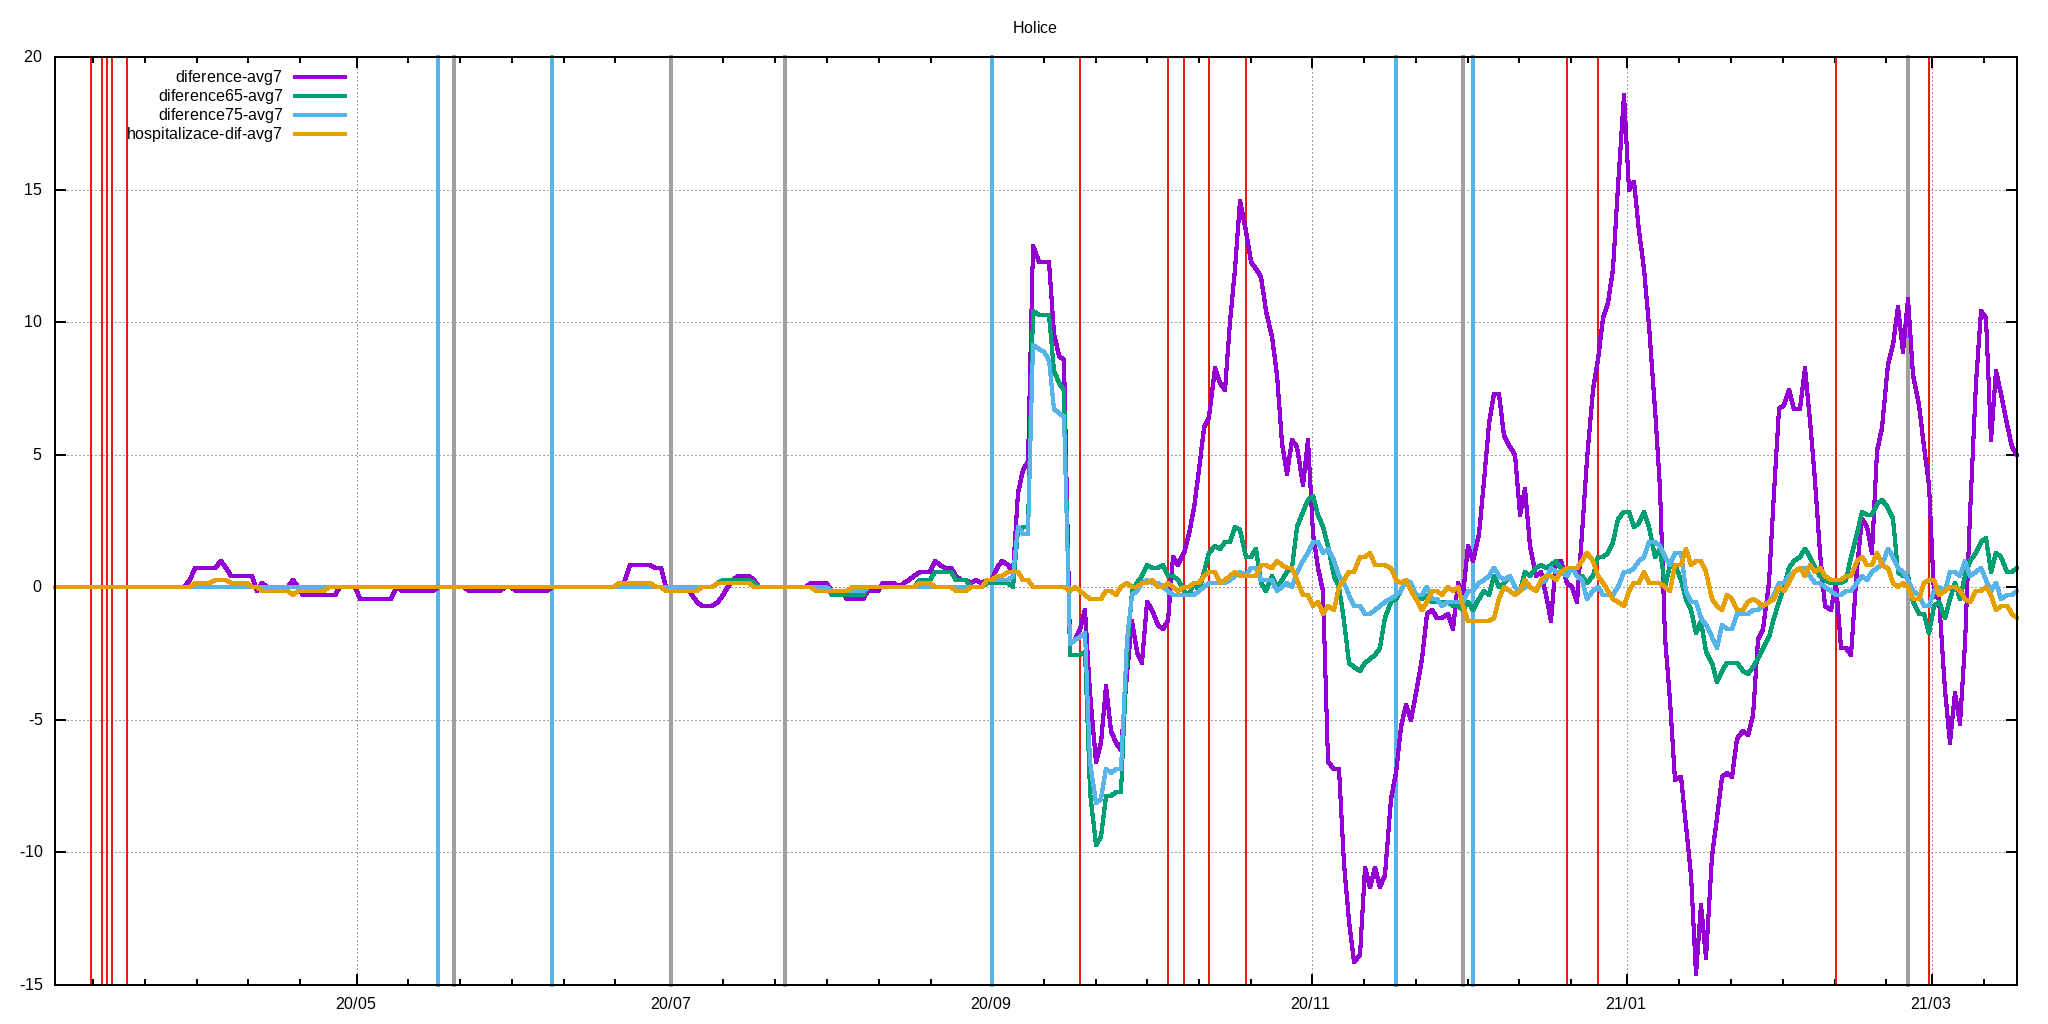 Holice
diference-avg7
diference65-avg7
diference75-avg7
hospitalizace-dif-avg7
20
15
10
5
0
-5
-10
-15
20/05 20/07 20/09 20/11 21/01 21/03